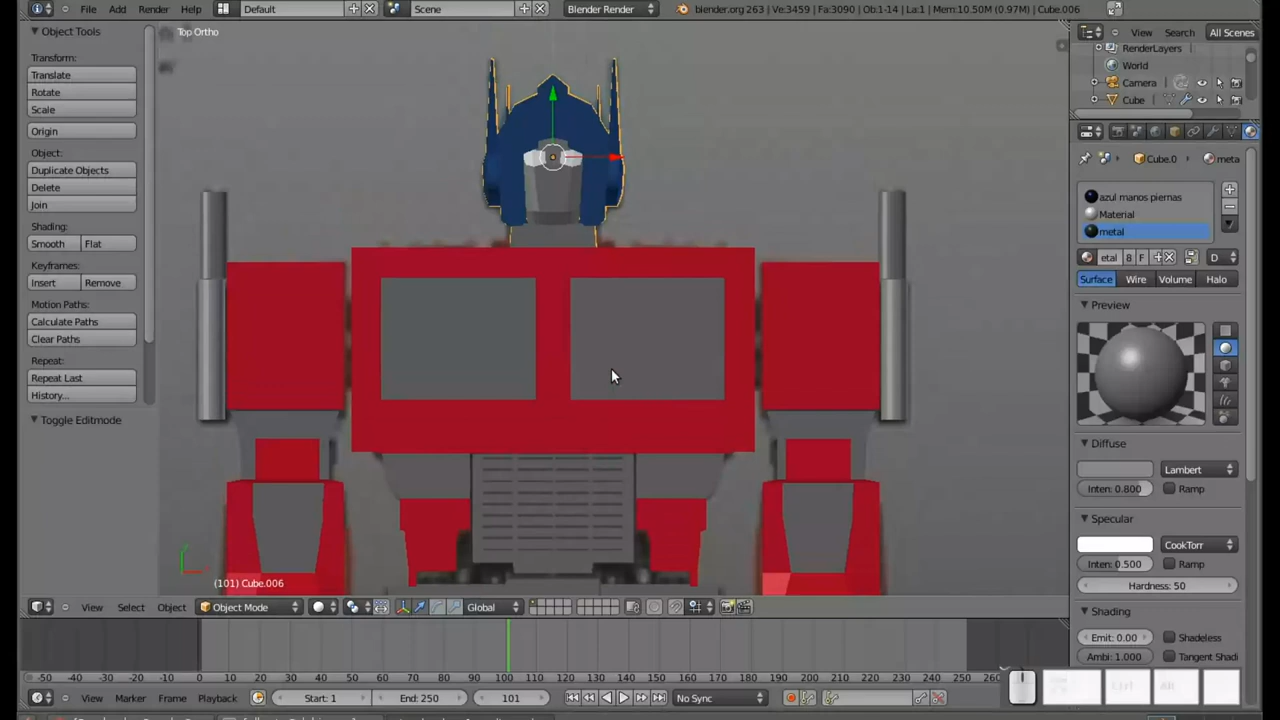 File Add Render Help Default Scene Blender Render blender.org 263 | Ve:3459 | Fa:3090 | Ob:1-14 | La:1 | Mem:10.50M (0.97M) | Cube.006
Object Tools
Top Ortho
View Search All Scenes
RenderLayers
World
Camera
Cube
Transform:
Translate
Rotate
Scale
Origin
Object:
Duplicate Objects
Delete
Join
Shading:
Smooth Flat
Keyframes:
Insert Remove
Motion Paths:
Calculate Paths
Clear Paths
Repeat:
Repeat Last
History...
Toggle Editmode
Cube.0 meta
azul manos piernas
Material
metal
etal 8 F D
Surface Wire Volume Halo
Preview
Diffuse
Lambert
Inten: 0.800 Ramp
Specular
CookTorr
Inten: 0.500 Ramp
Hardness: 50
Shading
Emit: 0.00 Shadeless
Ambi: 1.000 Tangent Shadi
(101) Cube.006
View Select Object Object Mode Global
-50 -40 -30 -20 -10 0 10 20 30 40 50 60 70 80 90 100 110 120 130 140 150 160 170 180 190 200 210 220 230 240 250 260
View Marker Frame Playback Start: 1 End: 250 101 No Sync
Ctrl Alt